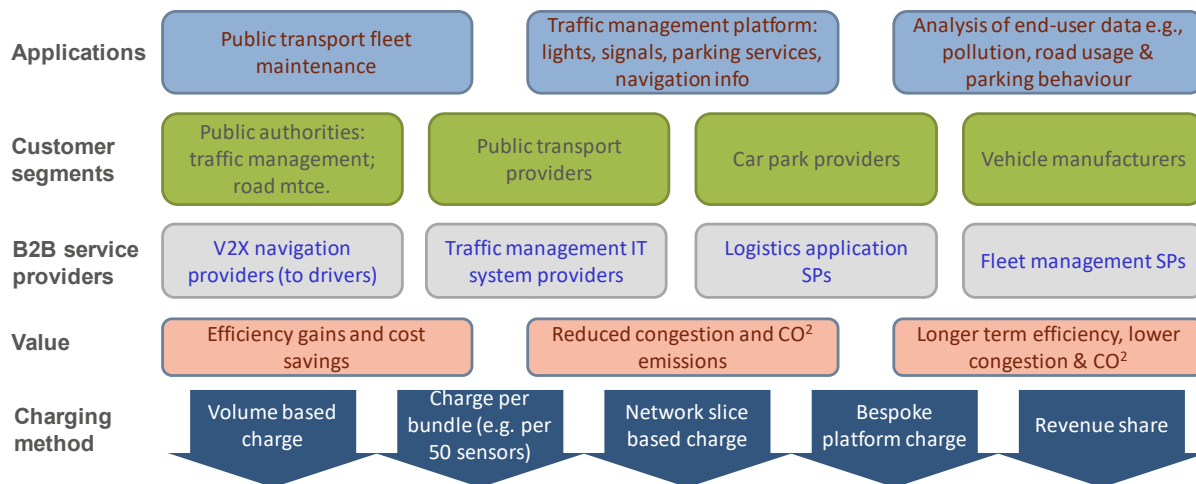 Applications
Public transport fleet
maintenance
Traffic management platform:
lights, signals, parking services,
navigation info
Analysis of end-user data e.g.,
pollution, road usage &
parking behaviour
Customer
segments
Public authorities:
traffic management;
road mtce.
Public transport
providers
Car park providers
Vehicle manufacturers
B2B service
providers
V2X navigation
providers (to drivers)
Traffic management IT
system providers
Logistics application
SPs
Fleet management SPs
Value
Efficiency gains and cost
savings
Reduced congestion and CO²
emissions
Longer term efficiency, lower
congestion & CO²
Charging
method
Volume based
charge
Charge per
bundle (e.g. per
50 sensors)
Network slice
based charge
Bespoke
platform charge
Revenue share